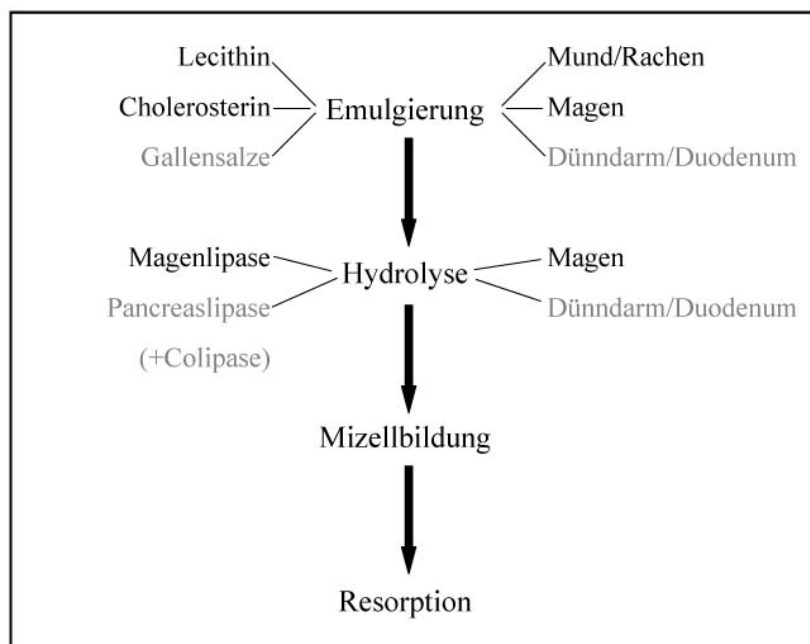 Lecithin
Mund/Rachen
Cholerosterin
Emulgierung
Magen
Gallensalze
Dünndarm/Duodenum
Magenlipase
Hydrolyse
Magen
Pancreaslipase
Dünndarm/Duodenum
(+Colipase)
Mizellbildung
Resorption